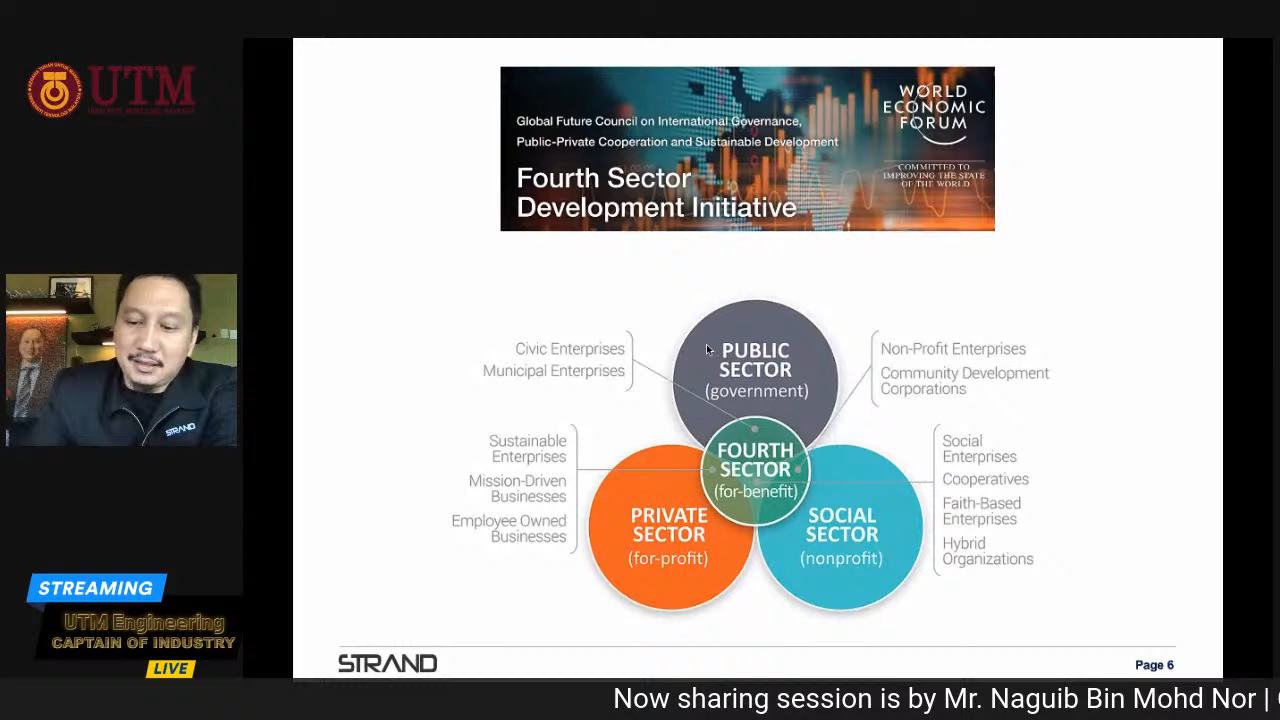 UTM
WORLD
ECONOMIC
FORUM
COMMITTED TO
IMPROVING THE STATE
OF THE WORLD
Global Future Council on International Governance,
Public-Private Cooperation and Sustainable Development
Fourth Sector
Development Initiative
Civic Enterprises
Municipal Enterprises
PUBLIC
SECTOR
(government)
Non-Profit Enterprises
Community Development
Corporations
Sustainable
Enterprises
Mission-Driven
Businesses
Employee Owned
Businesses
FOURTH
SECTOR
(for-benefit)
Social
Enterprises
Cooperatives
Faith-Based
Enterprises
Hybrid
Organizations
PRIVATE
SECTOR
(for-profit)
SOCIAL
SECTOR
(nonprofit)
STRAND
STREAMING
UTM Engineering
CAPTAIN OF INDUSTRY
LIVE
STRAND
Page 6
Now sharing session is by Mr. Naguib Bin Mohd Nor |